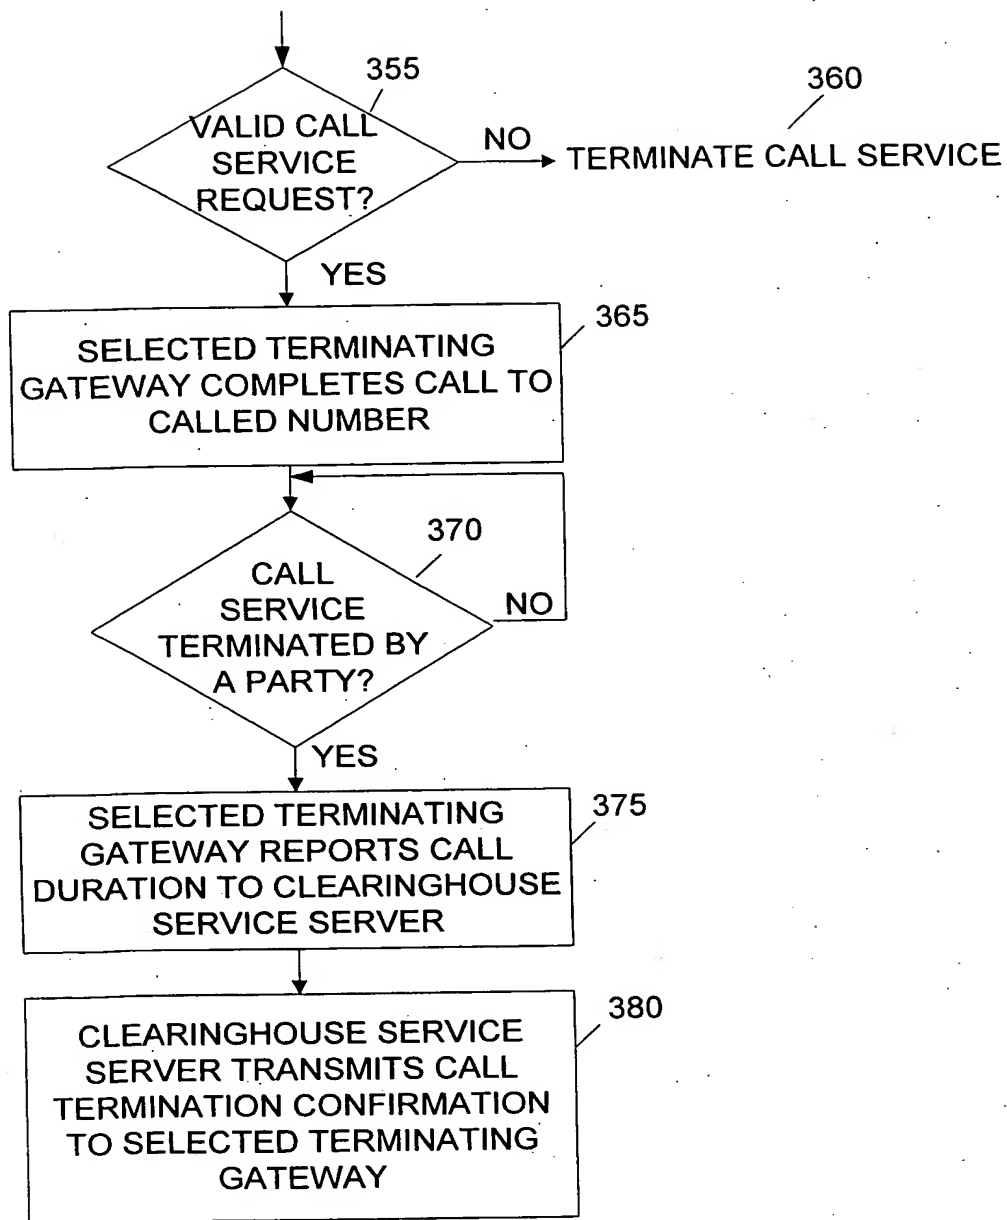 355
VALID CALL
SERVICE
REQUEST?
NO
360
TERMINATE CALL SERVICE
YES
365
SELECTED TERMINATING
GATEWAY COMPLETES CALL TO
CALLED NUMBER
370
CALL
SERVICE
TERMINATED BY
A PARTY?
NO
YES
375
SELECTED TERMINATING
GATEWAY REPORTS CALL
DURATION TO CLEARINGHOUSE
SERVICE SERVER
380
CLEARINGHOUSE SERVICE
SERVER TRANSMITS CALL
TERMINATION CONFIRMATION
TO SELECTED TERMINATING
GATEWAY